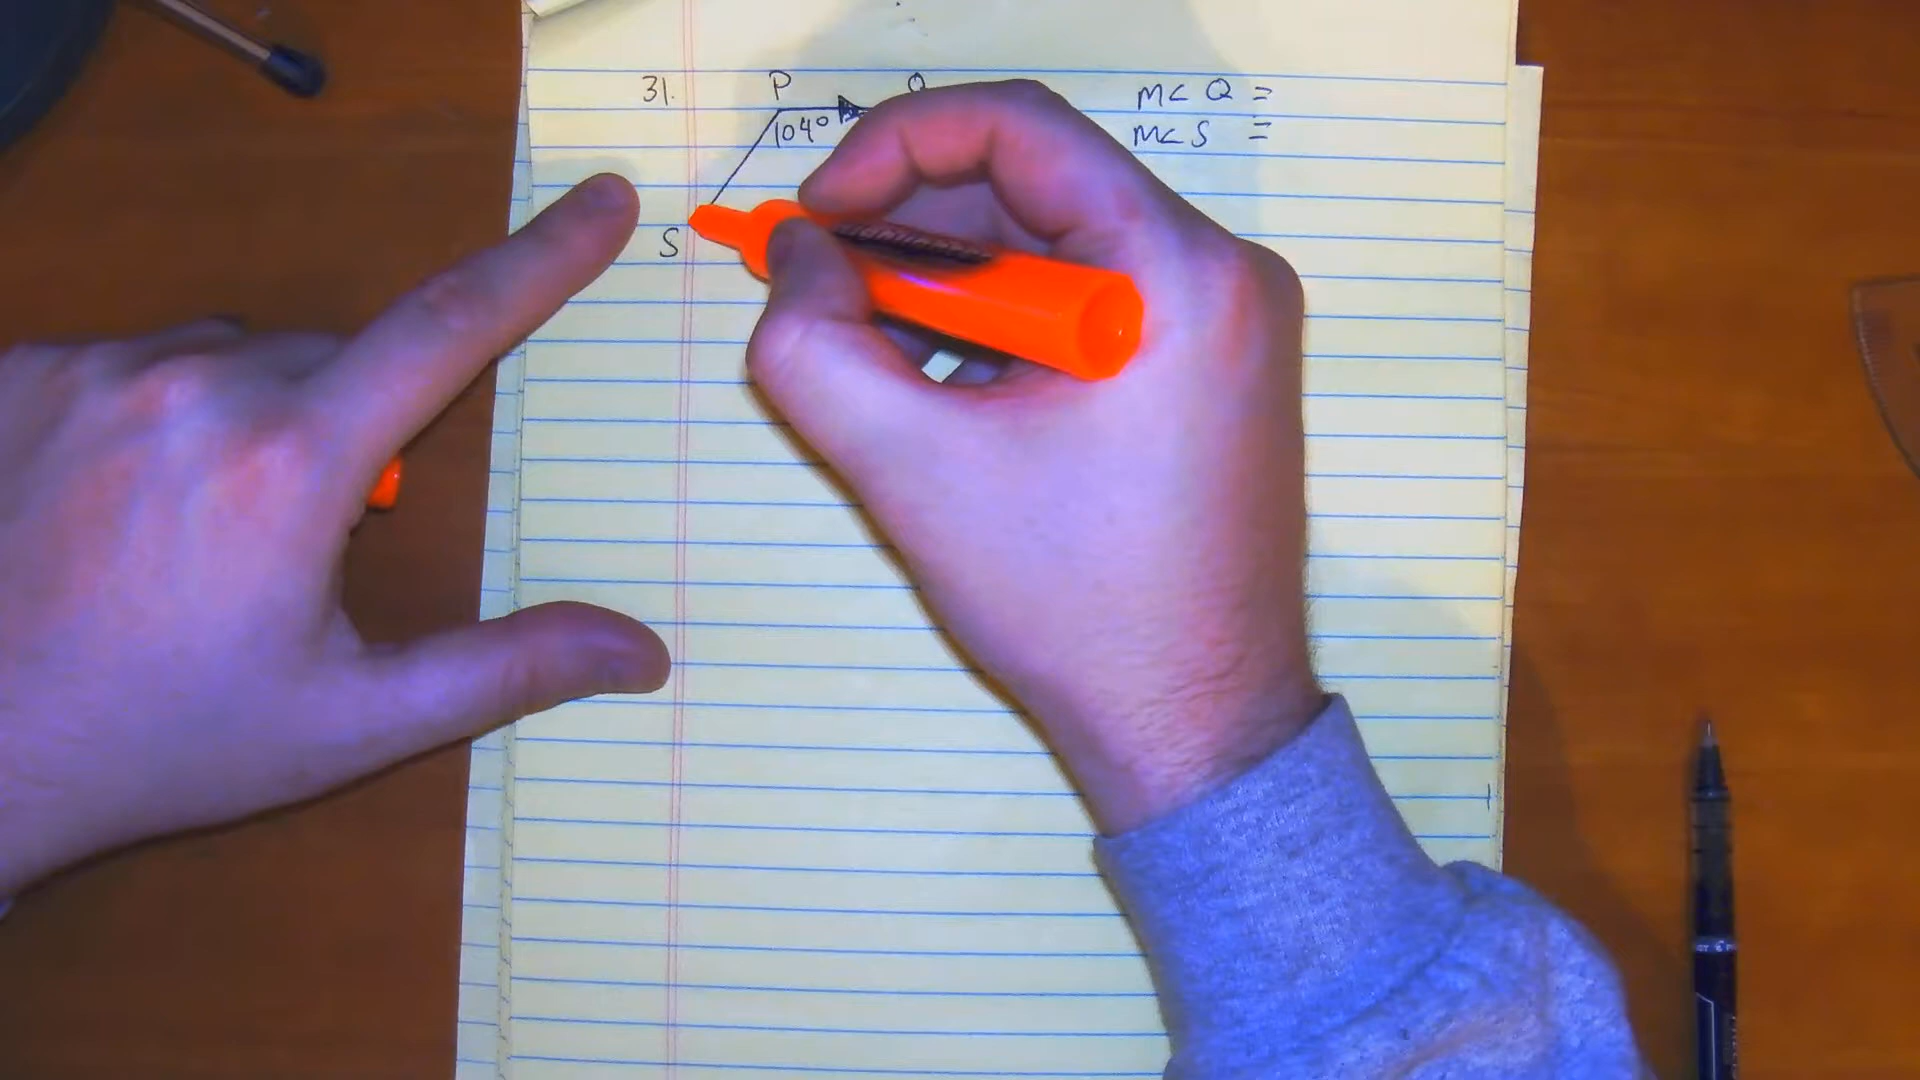 31. P Q M< Q =
104° M< S =
S